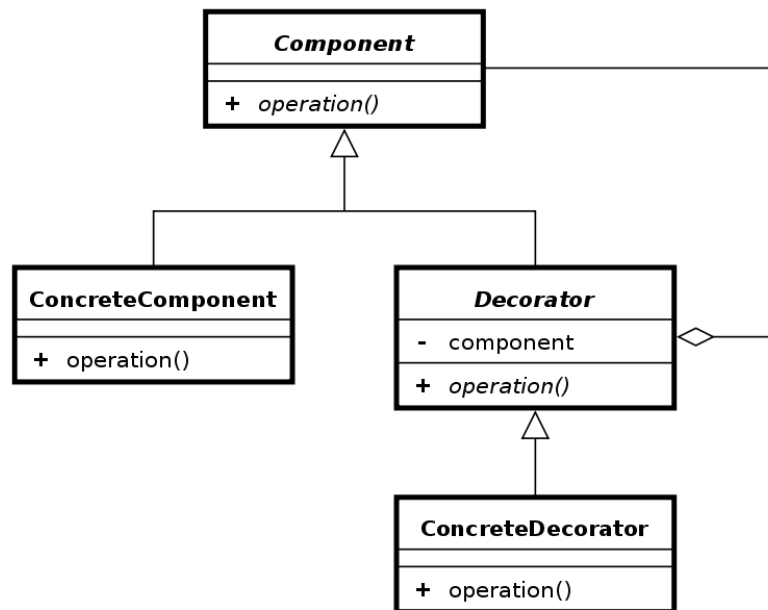 Component
+ operation()
ConcreteComponent
+ operation()
Decorator
- component
+ operation()
ConcreteDecorator
+ operation()